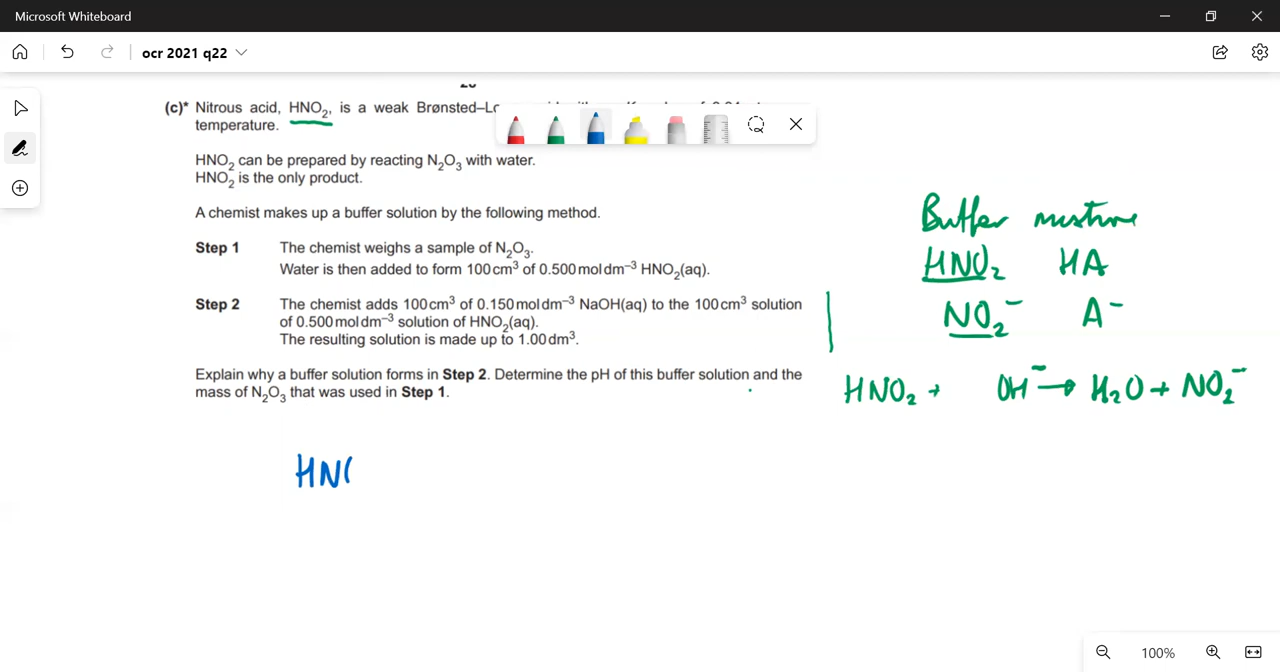 Microsoft Whiteboard
ocr 2021 q22
(c)* Nitrous acid, HNO₂, is a weak Brønsted–Lo
temperature.
HNO₂ can be prepared by reacting N₂O₃ with water.
HNO₂ is the only product.
A chemist makes up a buffer solution by the following method.
Step 1 The chemist weighs a sample of N₂O₃.
Water is then added to form 100 cm³ of 0.500 mol dm⁻³ HNO₂(aq).
Step 2 The chemist adds 100 cm³ of 0.150 mol dm⁻³ NaOH(aq) to the 100 cm³ solution
of 0.500 mol dm⁻³ solution of HNO₂(aq).
The resulting solution is made up to 1.00 dm³.
Explain why a buffer solution forms in Step 2. Determine the pH of this buffer solution and the
mass of N₂O₃ that was used in Step 1.
Buffer mixture
HNO₂ HA
NO₂⁻ A⁻
HNO₂ + OH⁻ → H₂O + NO₂⁻
HN(
100%